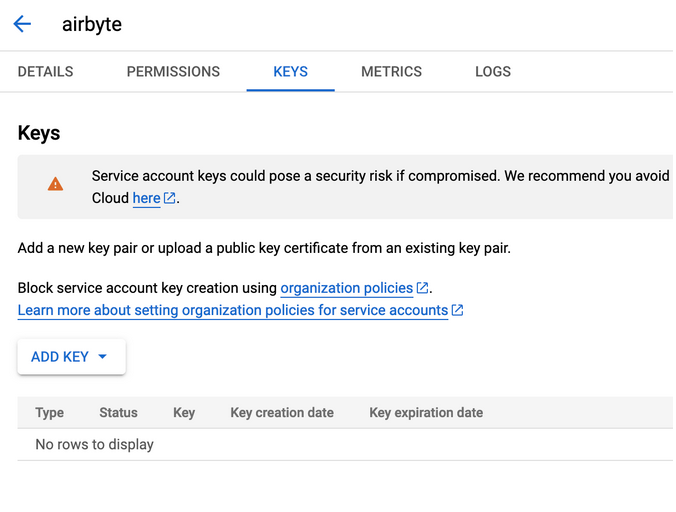 airbyte
DETAILS PERMISSIONS KEYS METRICS LOGS
Keys
Service account keys could pose a security risk if compromised. We recommend you avoid
Cloud here.
Add a new key pair or upload a public key certificate from an existing key pair.
Block service account key creation using organization policies.
Learn more about setting organization policies for service accounts
ADD KEY
Type Status Key Key creation date Key expiration date
No rows to display